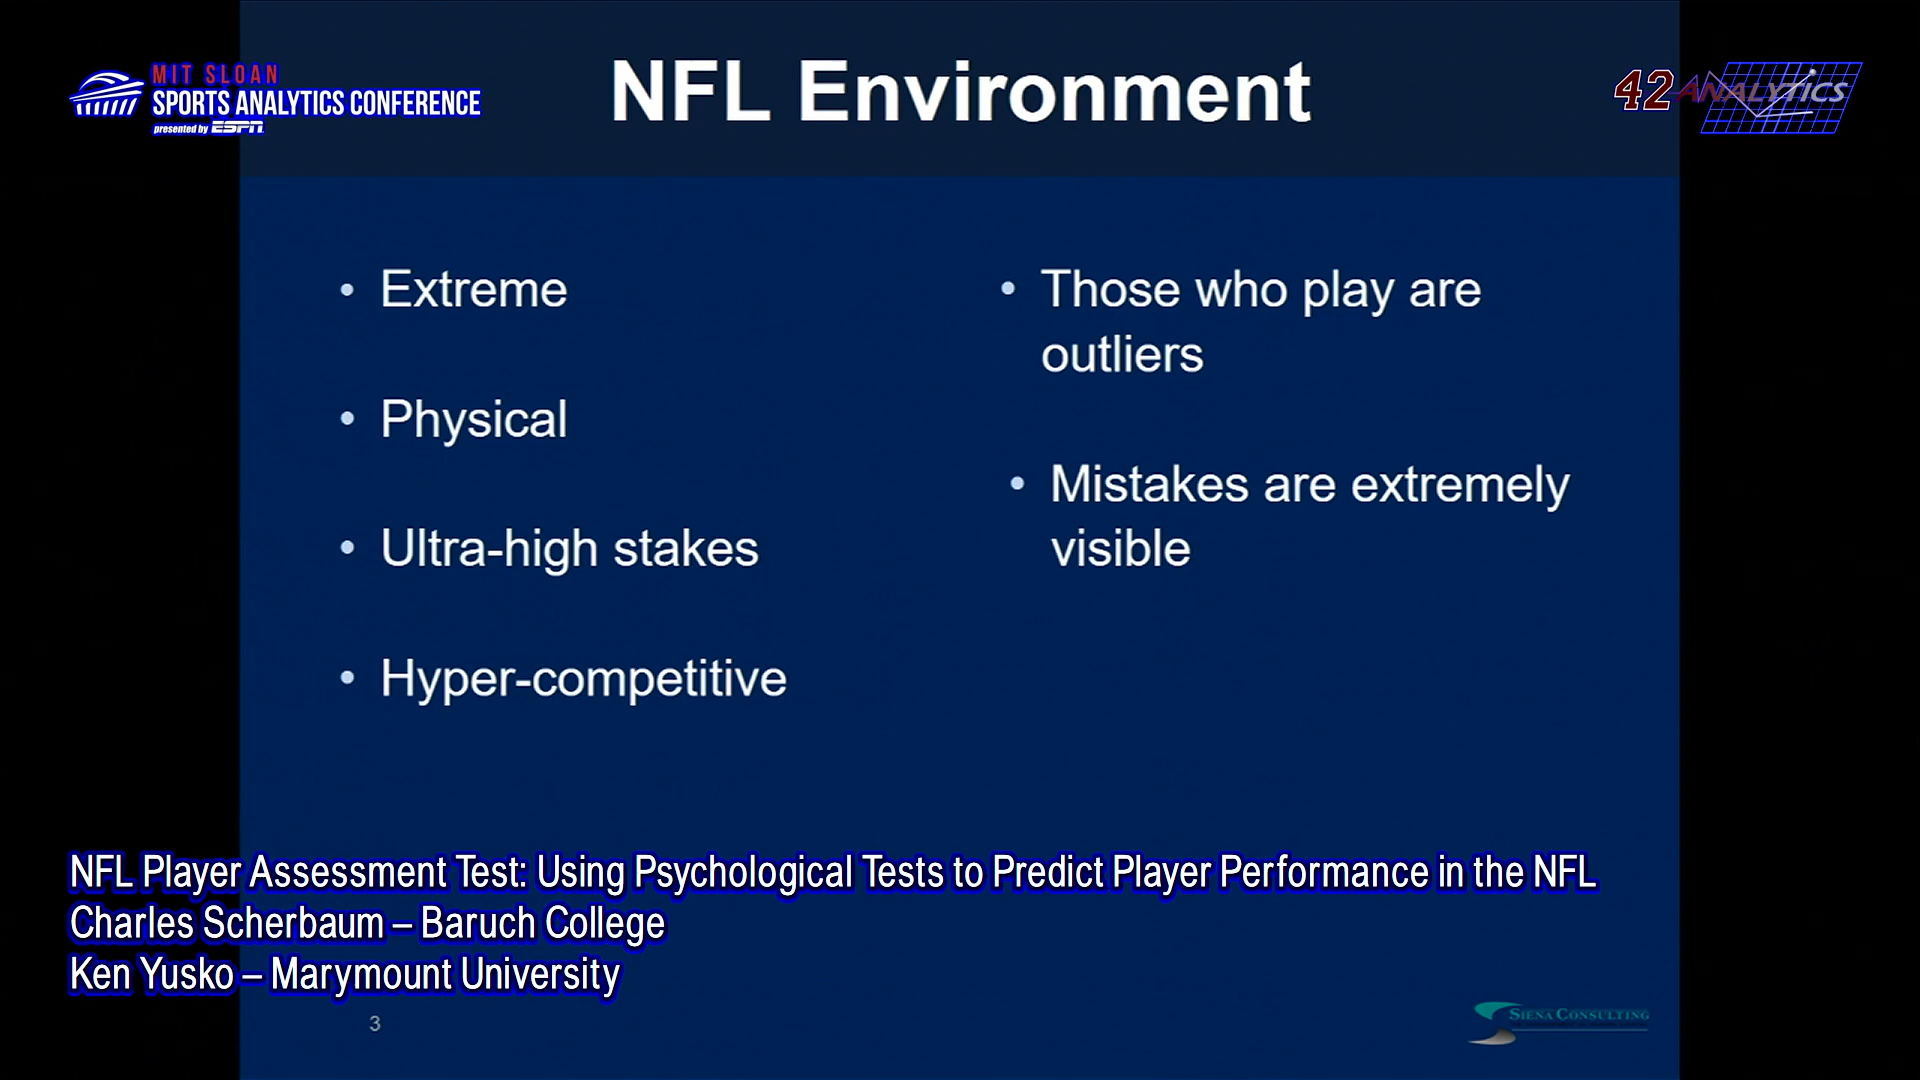 MIT SLOAN
SPORTS ANALYTICS CONFERENCE
presented by ESPN
NFL Environment
42 ANALYTICS
• Extreme
• Physical
• Ultra-high stakes
• Hyper-competitive
• Those who play are
outliers
• Mistakes are extremely
visible
NFL Player Assessment Test: Using Psychological Tests to Predict Player Performance in the NFL
Charles Scherbaum – Baruch College
Ken Yusko – Marymount University
3
SIENA CONSULTING